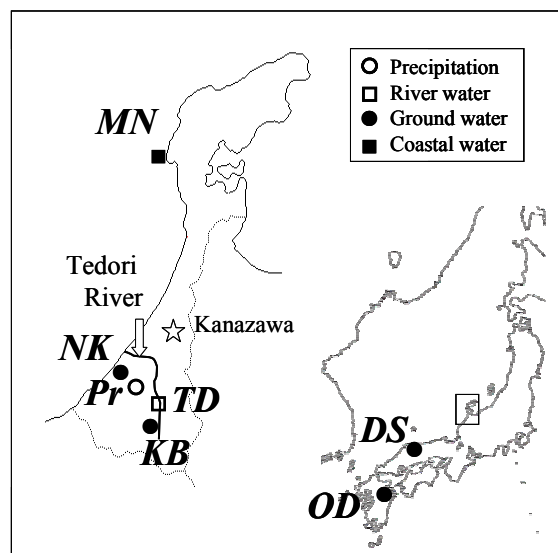 Precipitation
River water
Ground water
Coastal water
MN
Tedori
River
Kanazawa
NK
Pr
TD
KB
DS
OD